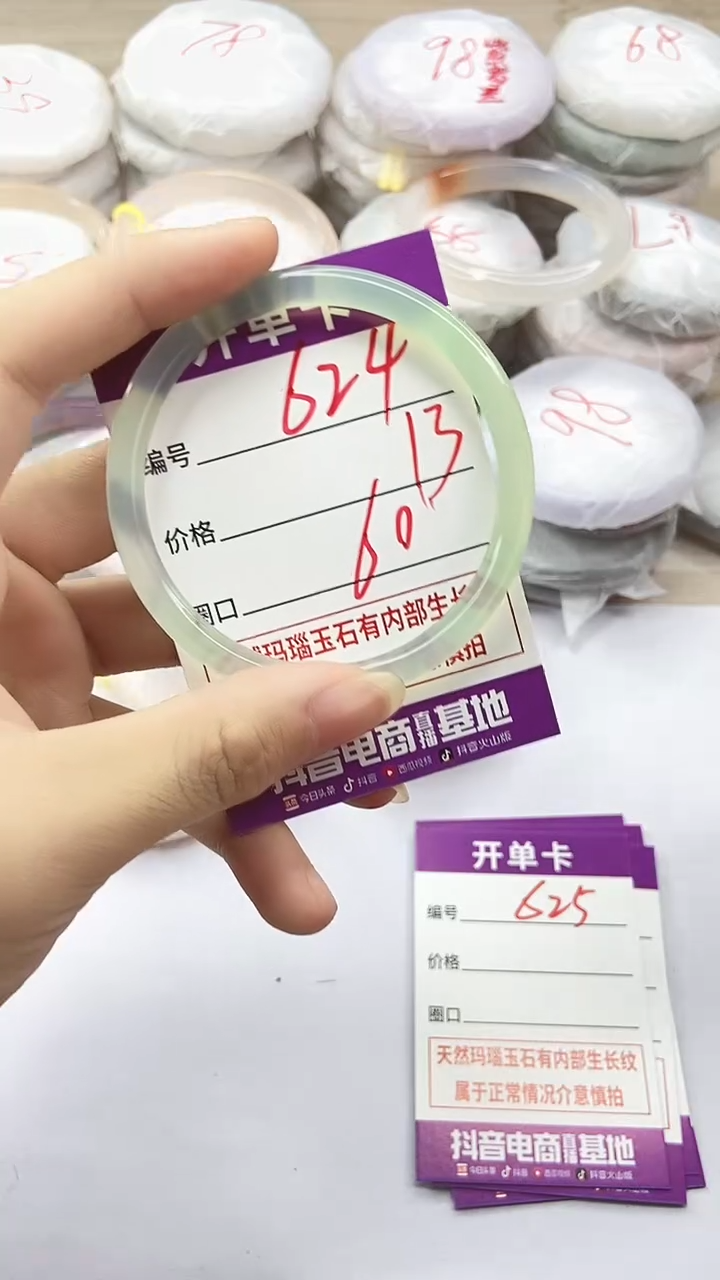 78
98
68
98
开单卡
编号 624
价格 13
圈口 60
天然玛瑙玉石有内部生长
慎拍
抖音电商直播基地
今日头条 抖音 西瓜视频 抖音火山版
开单卡
编号 625
价格
圈口
天然玛瑙玉石有内部生长纹
属于正常情况介意慎拍
抖音电商直播基地
今日头条 抖音 西瓜视频 抖音火山版